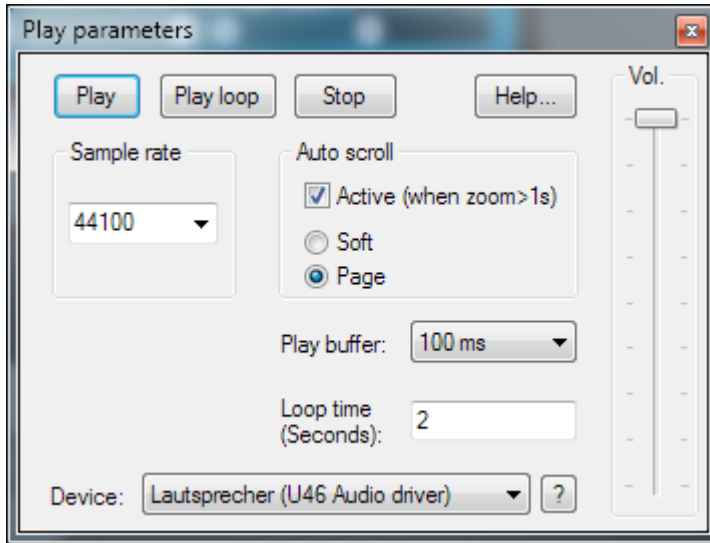 Play parameters
Play
Play loop
Stop
Help...
Vol.
Sample rate
44100
Auto scroll
Active (when zoom>1s)
Soft
Page
Play buffer:
100 ms
Loop time
(Seconds):
2
Device:
Lautsprecher (U46 Audio driver)
?